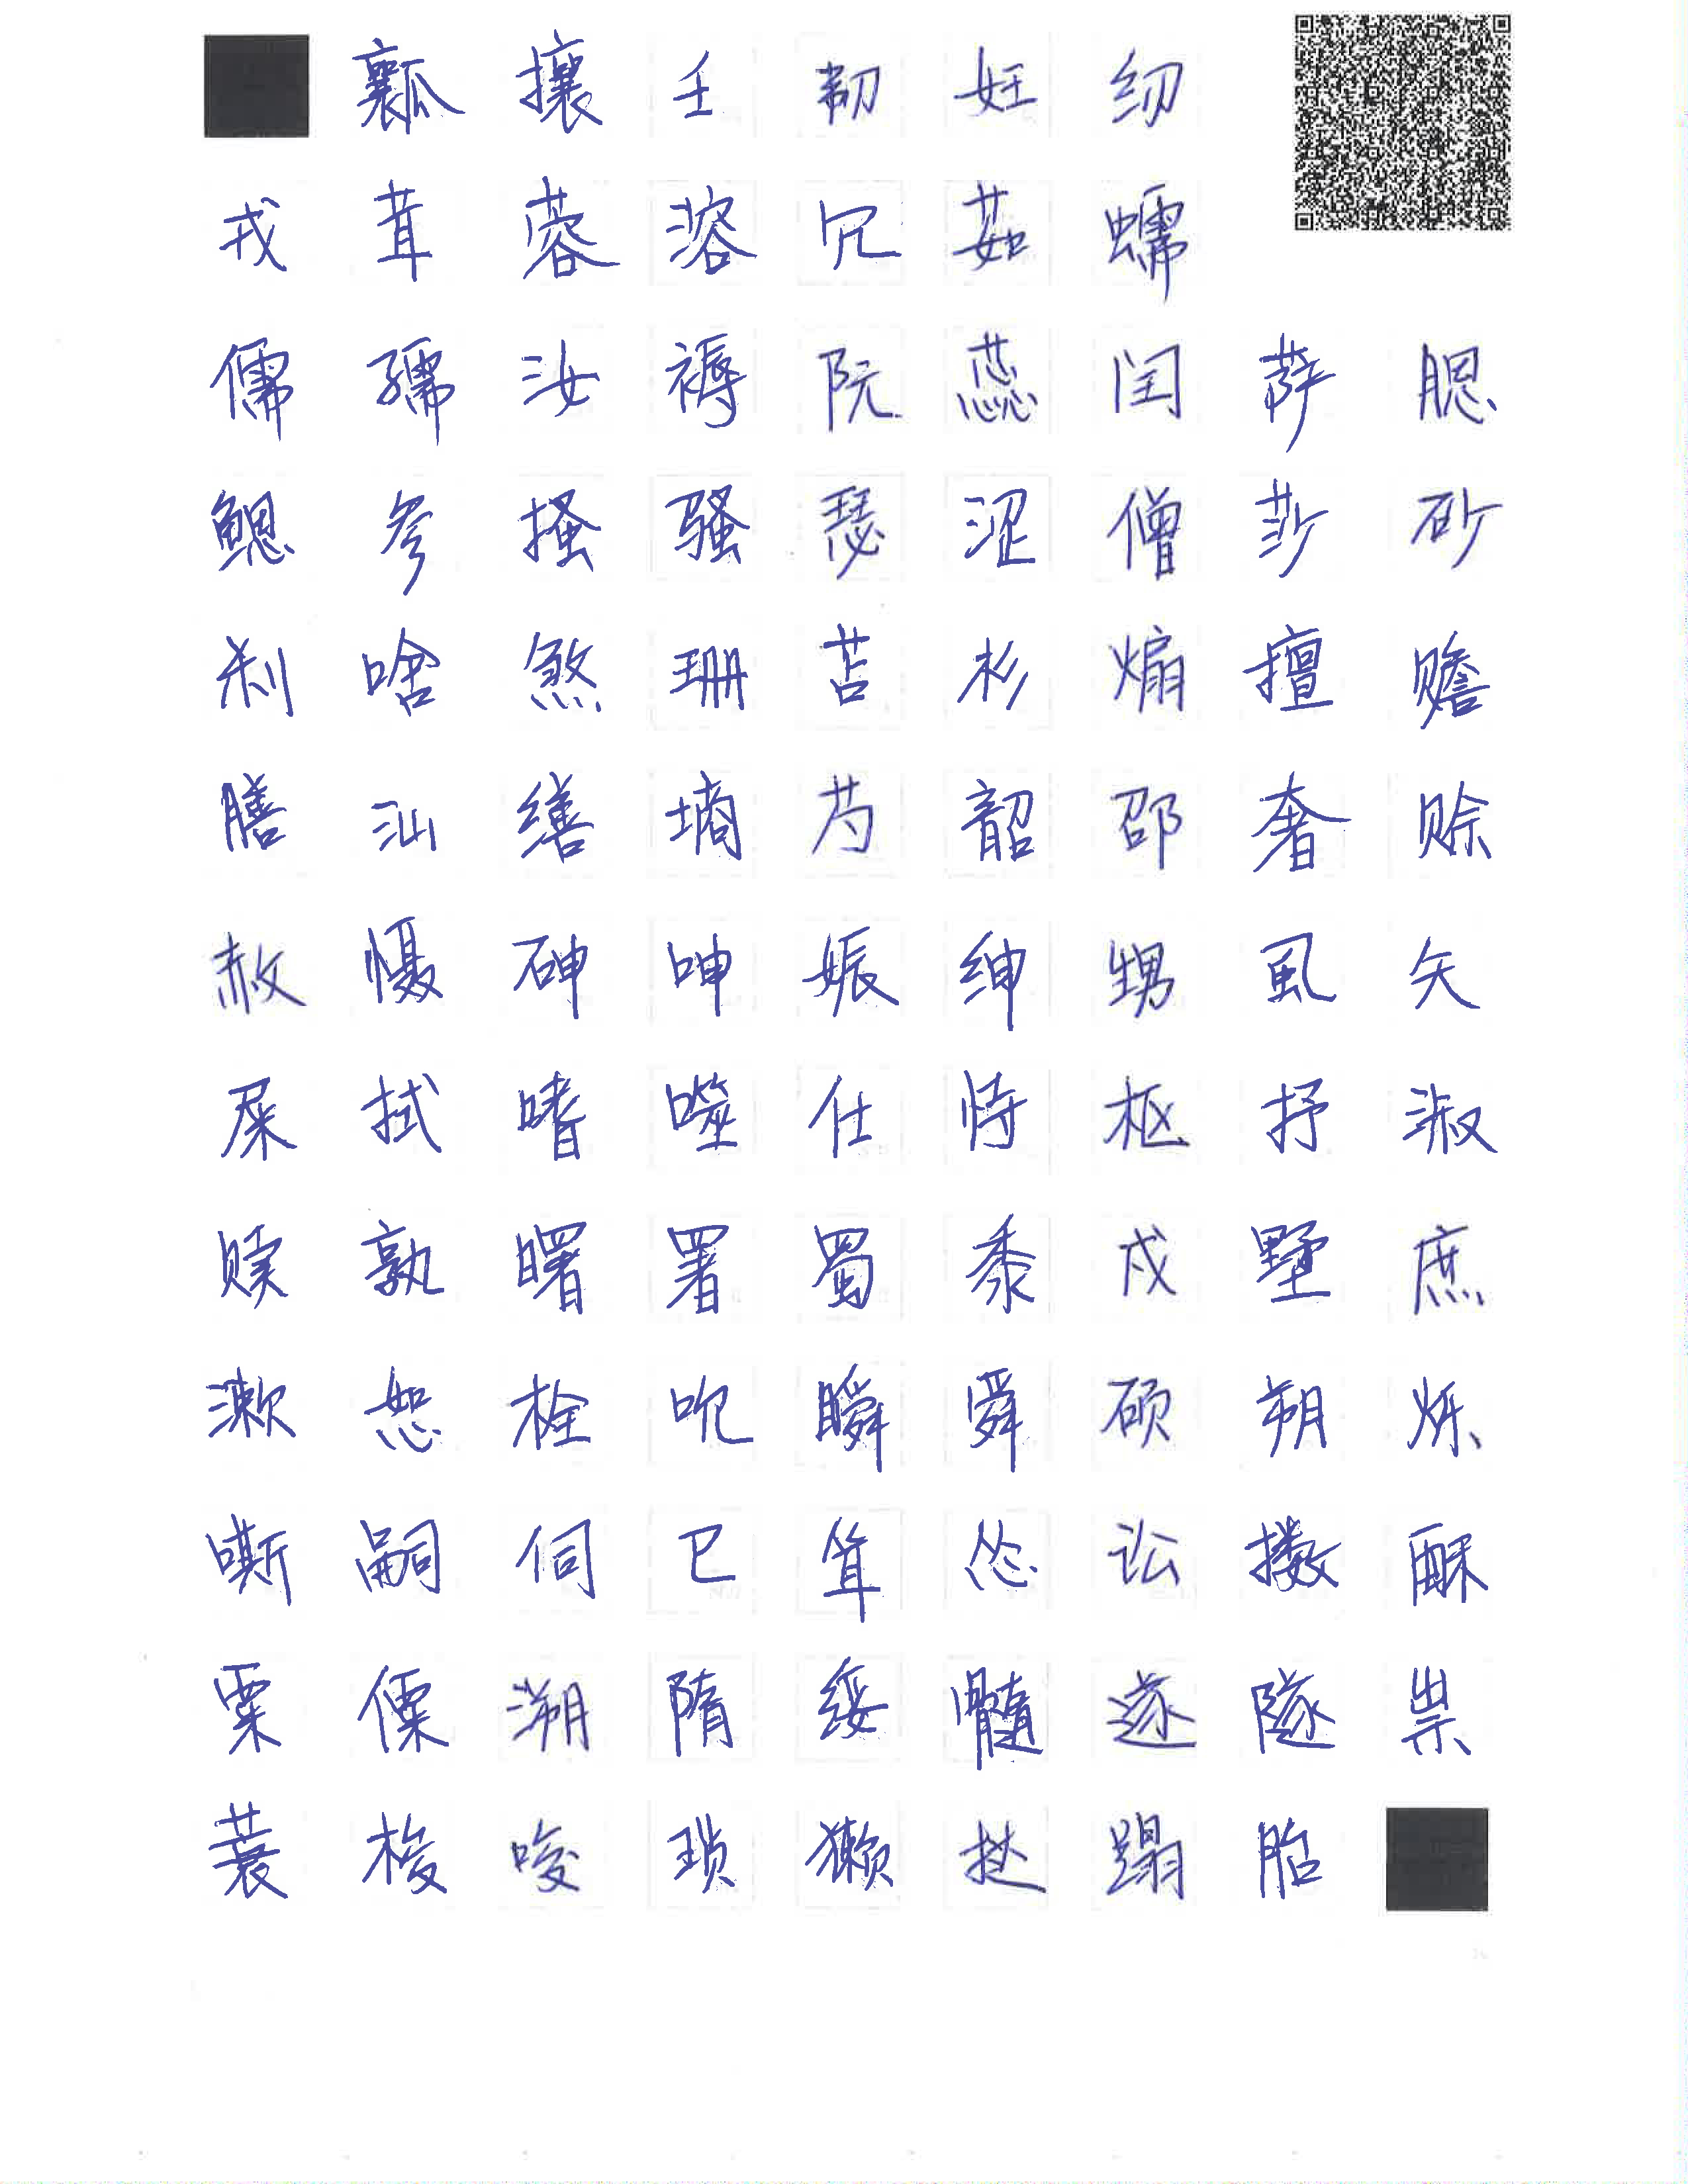 瓤攘壬韧妊纫
戎茸蓉溶冗茹蠕
儒孺汝褥阮蕊闰萨腮
鳃叁搔骚瑟涩僧莎砂
刹啥煞珊苫杉煽擅赡
膳汕缮墒芍韶邵奢赊
赦慑砷呻娠绅甥虱矢
屎拭嗜噬仕恃枢抒淑
赎孰曙署蜀黍戍墅庶
漱恕栓吮瞬舜硕朔烁
嘶嗣伺巳耸怂讼擞酥
粟僳溯隋绥髓遂隧祟
蓑梭唆琐獭挞蹋胎